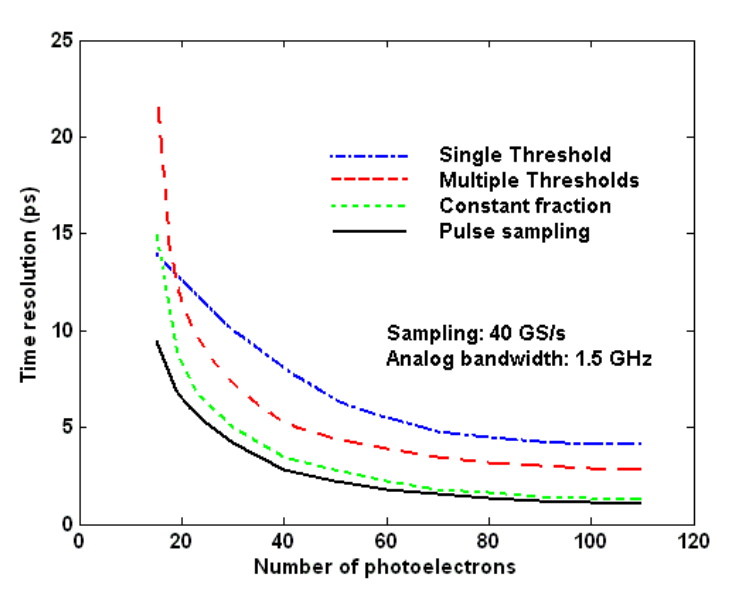 25
20
15
10
5
0
0 20 40 60 80 100 120
Time resolution (ps)
Number of photoelectrons
Single Threshold
Multiple Thresholds
Constant fraction
Pulse sampling
Sampling: 40 GS/s
Analog bandwidth: 1.5 GHz